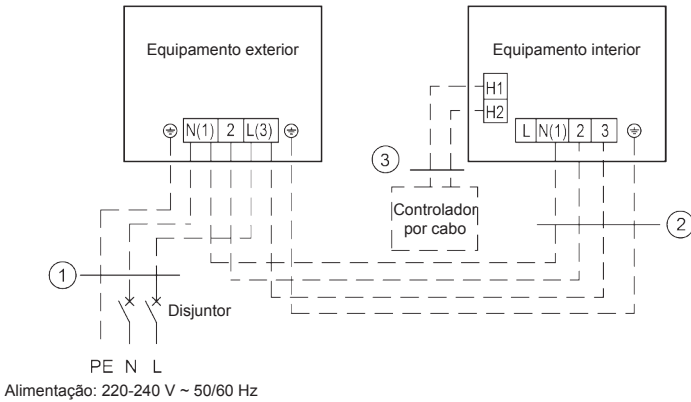 Equipamento exterior
Equipamento interior
H1
H2
N(1) 2 L(3)
L N(1) 2 3
3
Controlador
por cabo
2
1
Disjuntor
PE N L
Alimentação: 220-240 V ~ 50/60 Hz